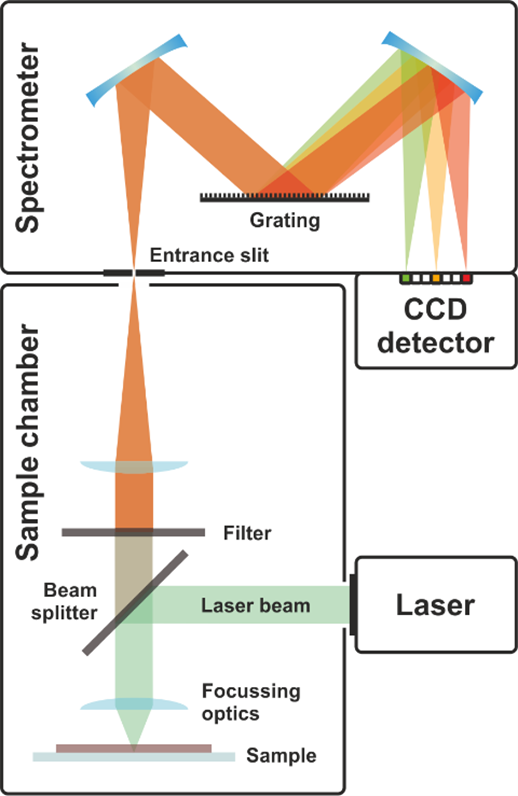 Spectrometer
Grating
Entrance slit
CCD
detector
Sample chamber
Filter
Beam
splitter
Laser beam
Laser
Focussing
optics
Sample